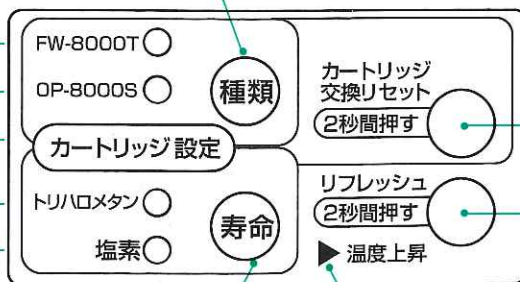 FW-8000T
OP-8000S
種類
カートリッジ設定
トリハロメタン
塩素
寿命
カートリッジ
交換リセット
2秒間押す
リフレッシュ
2秒間押す
▶ 温度上昇